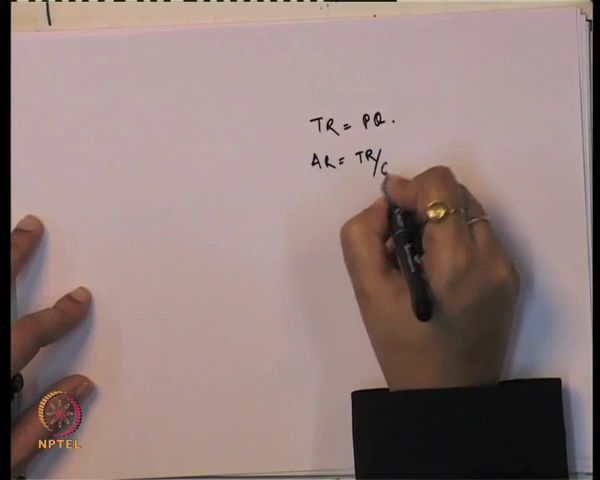 TR = PQ.
AR = TR/
NPTEL